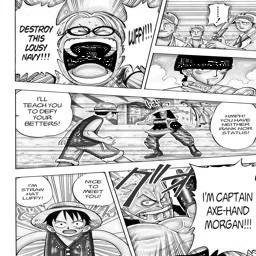 LUFFY!!!
DESTROY
THIS
LOUSY
NAVY!!!
HMPH!
YOU HAVE
NEITHER
RANK NOR
STATUS!
I'LL
TEACH YOU
TO DEFY
YOUR
BETTERS!
I'M CAPTAIN
AXE-HAND
MORGAN!!!
NICE
TO
MEET
YOU!
I'M
STRAW
HAT
LUFFY!